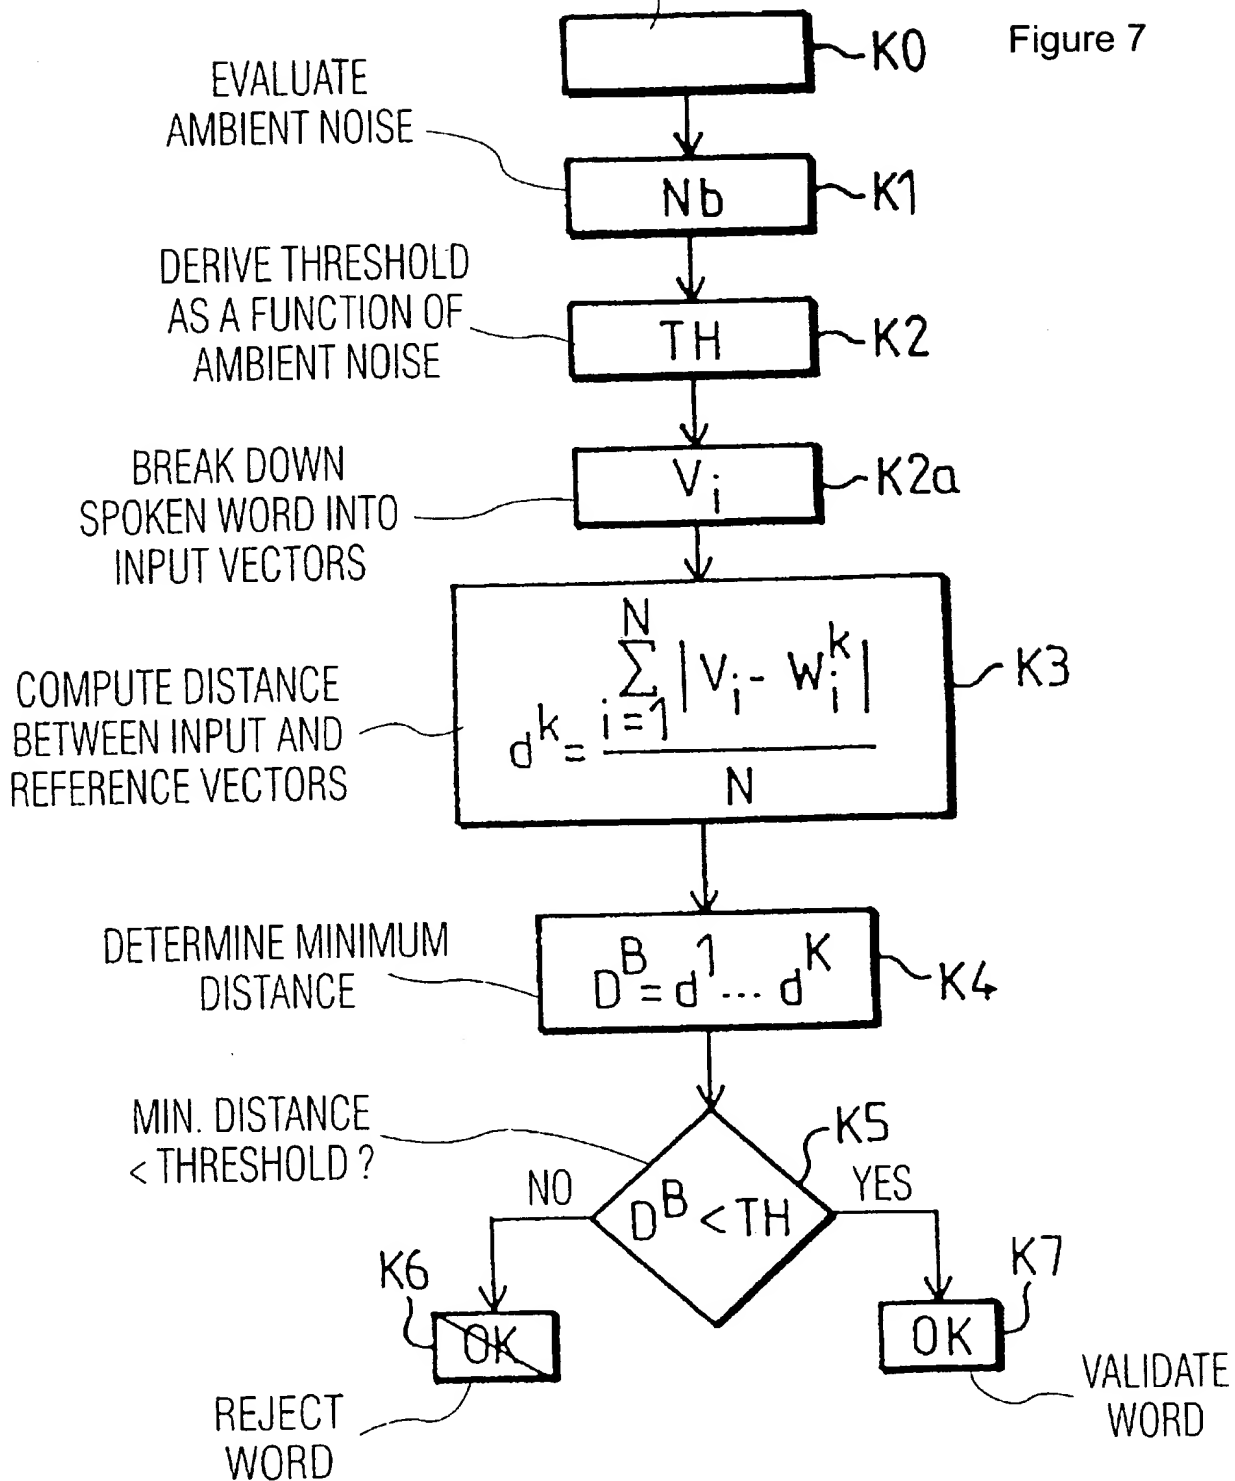 Figure 7
K0
EVALUATE
AMBIENT NOISE
Nb
K1
DERIVE THRESHOLD
AS A FUNCTION OF
AMBIENT NOISE
TH
K2
BREAK DOWN
SPOKEN WORD INTO
INPUT VECTORS
V_i
K2a
COMPUTE DISTANCE
BETWEEN INPUT AND
REFERENCE VECTORS
d^k = \frac{\sum_{i=1}^{N} |V_i - W_i^k|}{N}
K3
DETERMINE MINIMUM
DISTANCE
D^B = d^1 ... d^K
K4
MIN. DISTANCE
< THRESHOLD ?
K5
D^B < TH
NO
YES
K6
OK
REJECT
WORD
K7
OK
VALIDATE
WORD